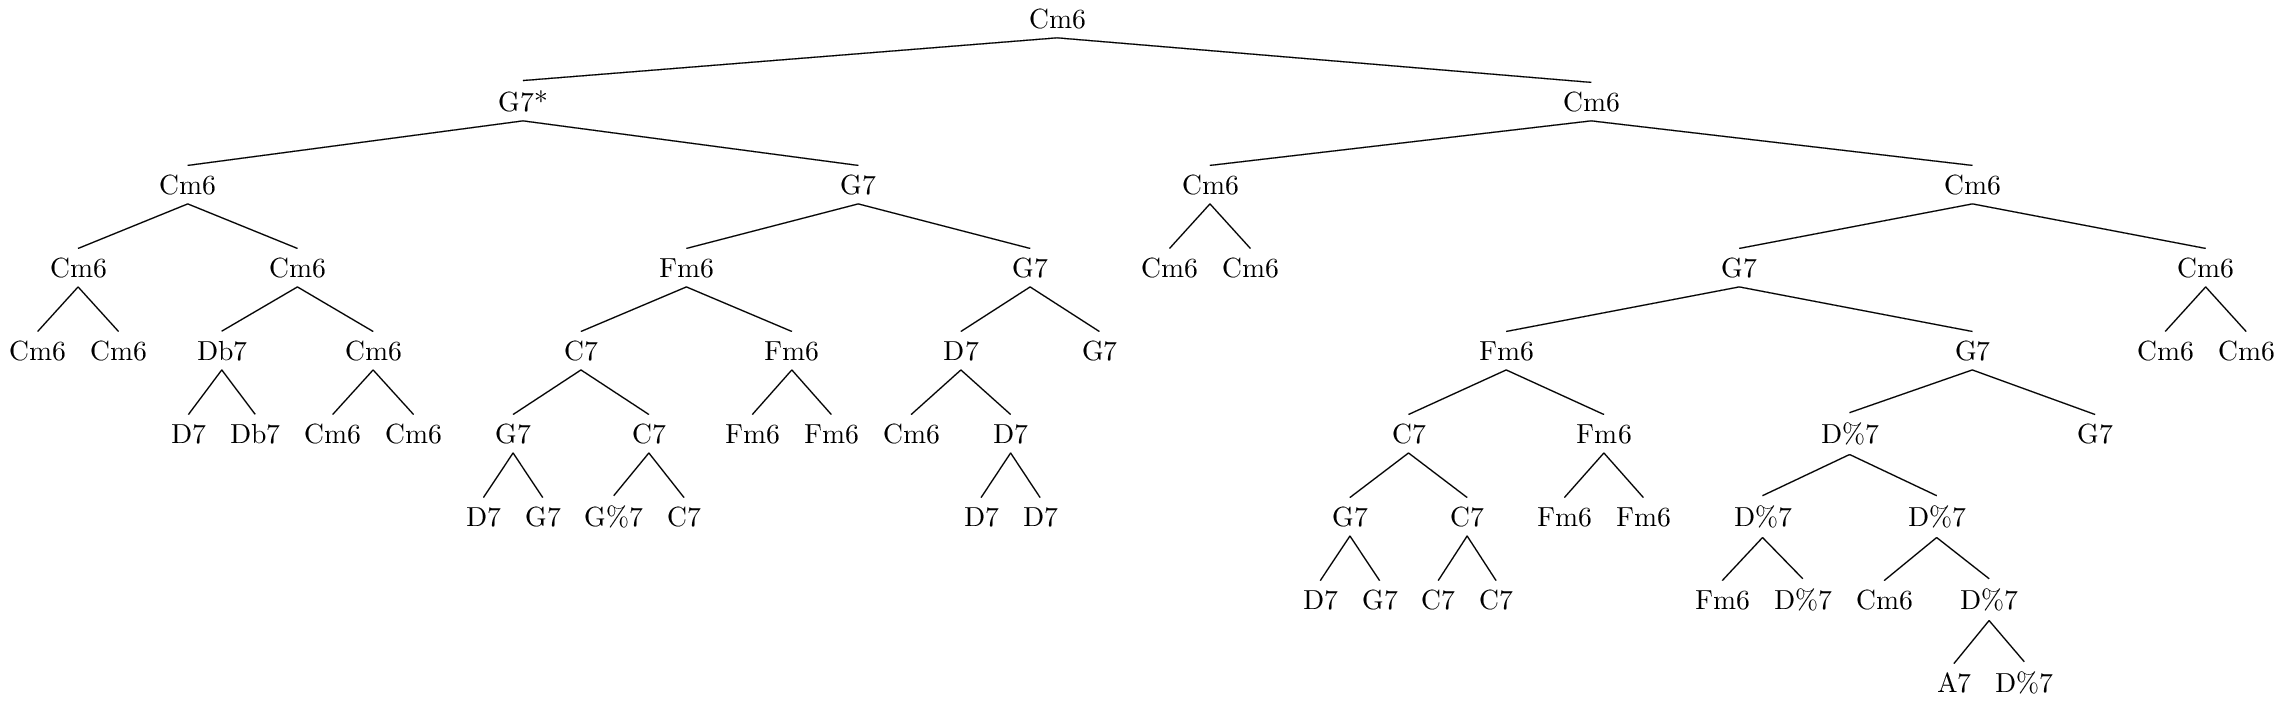 Cm6
G7* Cm6
Cm6 G7 Cm6 Cm6
Cm6 Cm6 Fm6 G7 Cm6 Cm6 G7 Cm6
Cm6 Cm6 Db7 Cm6 C7 Fm6 D7 G7 Fm6 G7 Cm6 Cm6
D7 Db7 Cm6 Cm6 G7 C7 Fm6 Fm6 Cm6 D7 C7 Fm6 D%7 G7
D7 G7 G%7 C7 D7 D7 G7 C7 Fm6 Fm6 D%7 D%7
D7 G7 C7 C7 Fm6 D%7 Cm6 D%7
A7 D%7